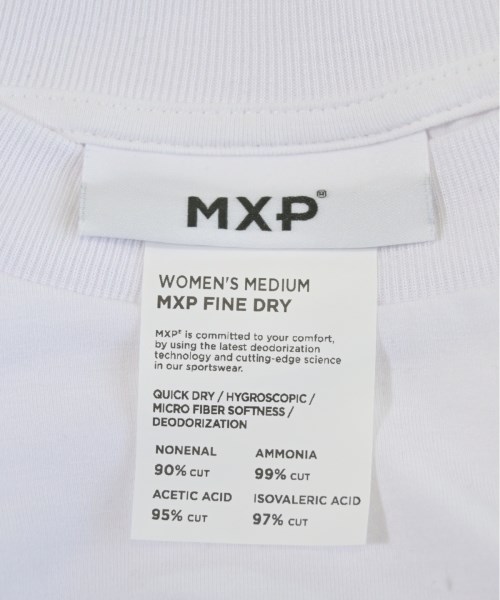 MXP®
WOMEN'S MEDIUM
MXP FINE DRY
MXP® is committed to your comfort,
by using the latest deodorization
technology and cutting-edge science
in our sportswear.
QUICK DRY / HYGROSCOPIC /
MICRO FIBER SOFTNESS /
DEODORIZATION
NONENAL AMMONIA
90% CUT 99% CUT
ACETIC ACID ISOVALERIC ACID
95% CUT 97% CUT